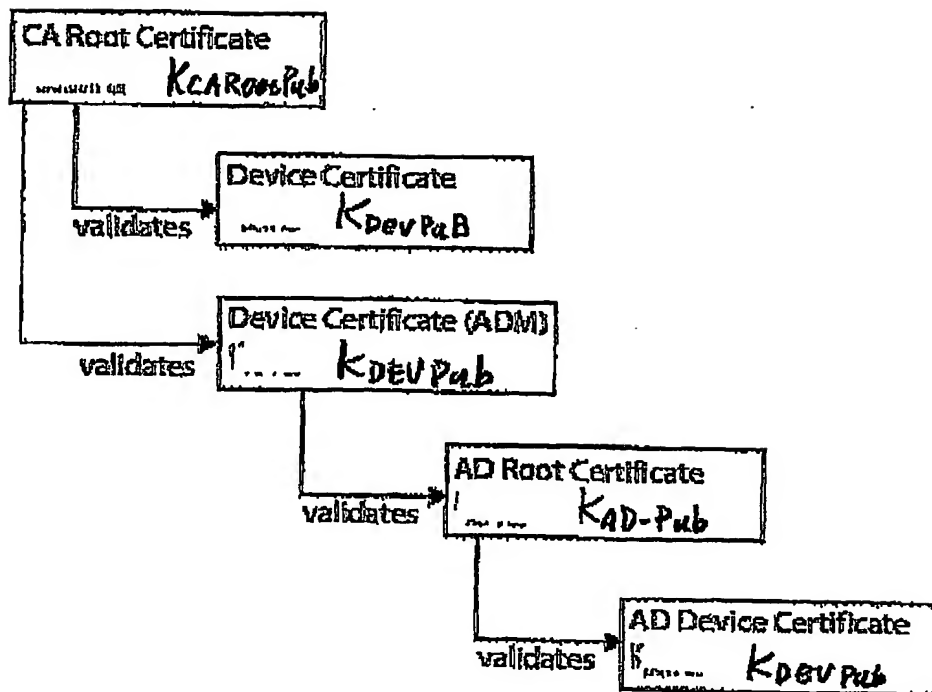 CA Root Certificate
KCARootPub
Device Certificate
validates
KDevPuB
Device Certificate (ADM)
validates
KDEVPub
AD Root Certificate
validates
KAD-Pub
AD Device Certificate
validates
KDEVPub